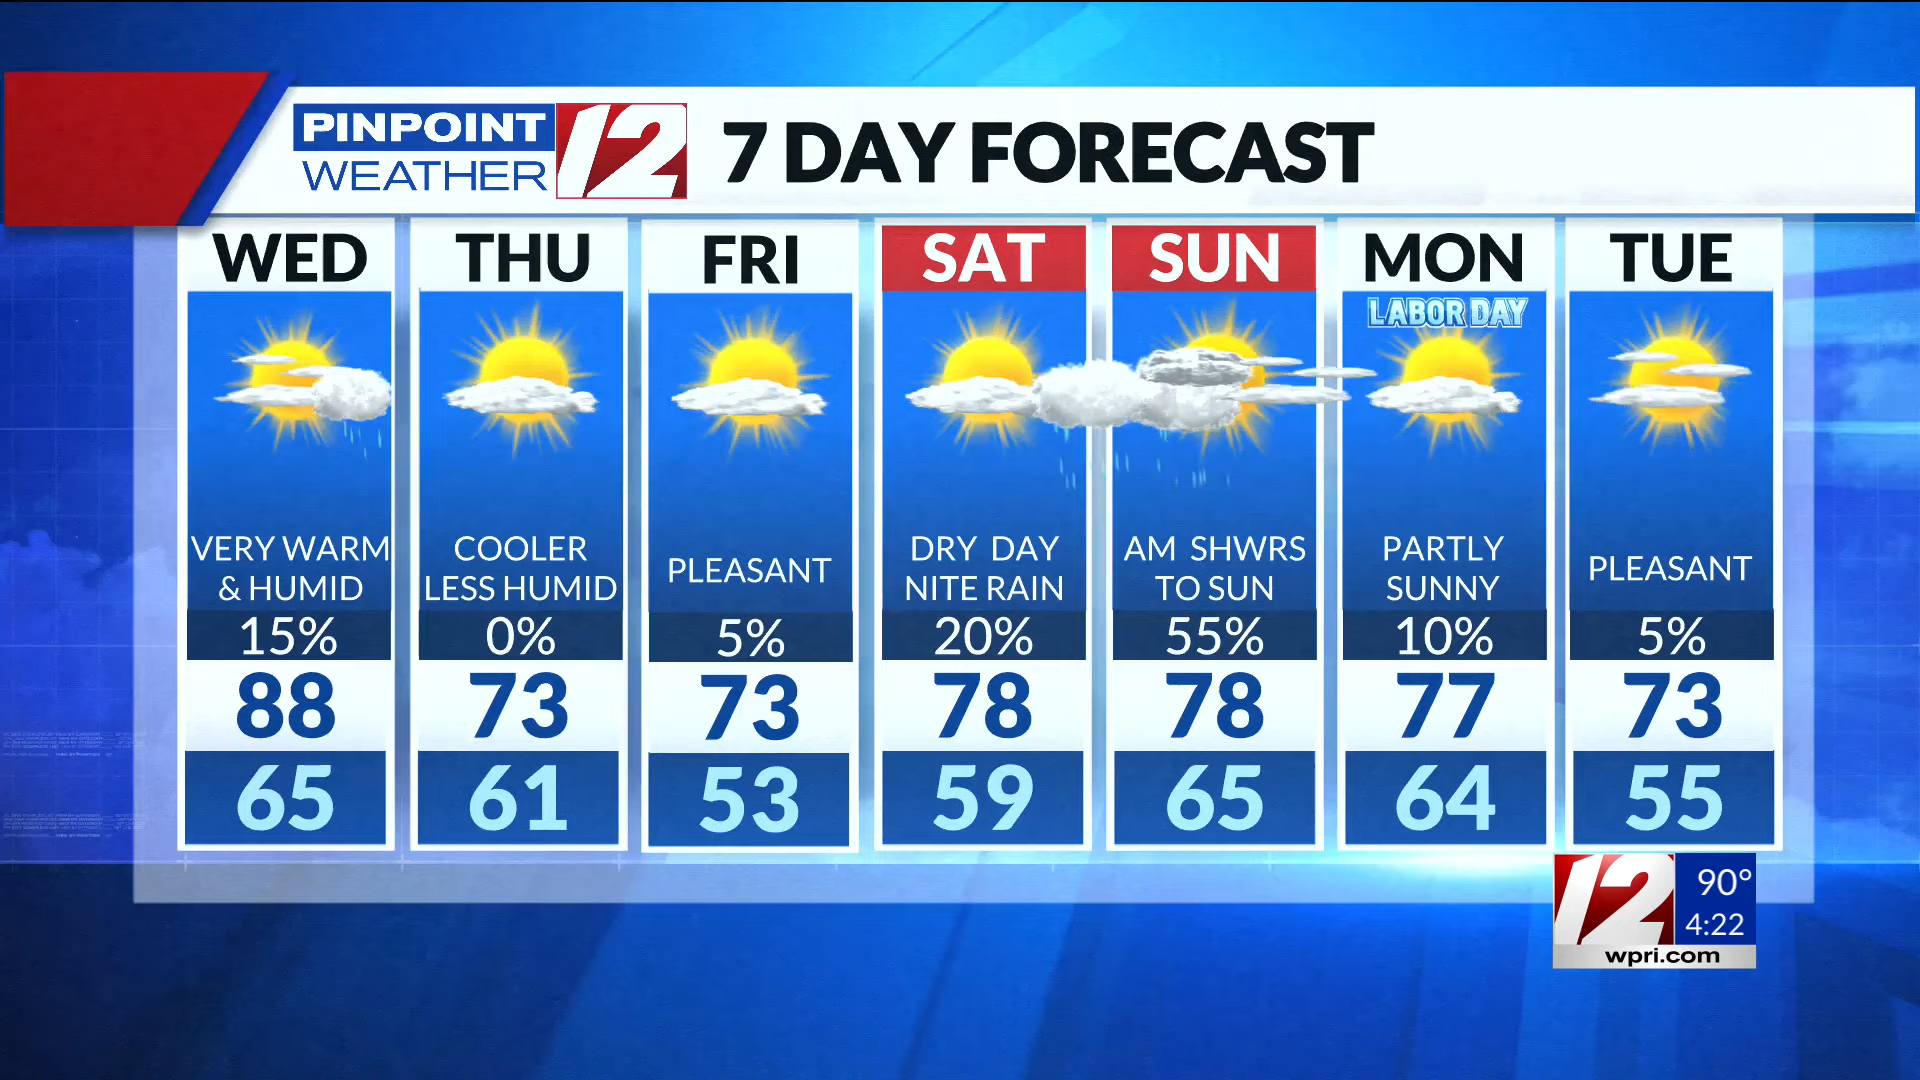 PINPOINT
WEATHER
12
7 DAY FORECAST
WED
THU
FRI
SAT
SUN
MON
TUE
LABOR DAY
VERY WARM
& HUMID
COOLER
LESS HUMID
PLEASANT
DRY DAY
NITE RAIN
AM SHWRS
TO SUN
PARTLY
SUNNY
PLEASANT
15%
0%
5%
20%
55%
10%
5%
88
73
73
78
78
77
73
65
61
53
59
65
64
55
12
90°
4:22
wpri.com